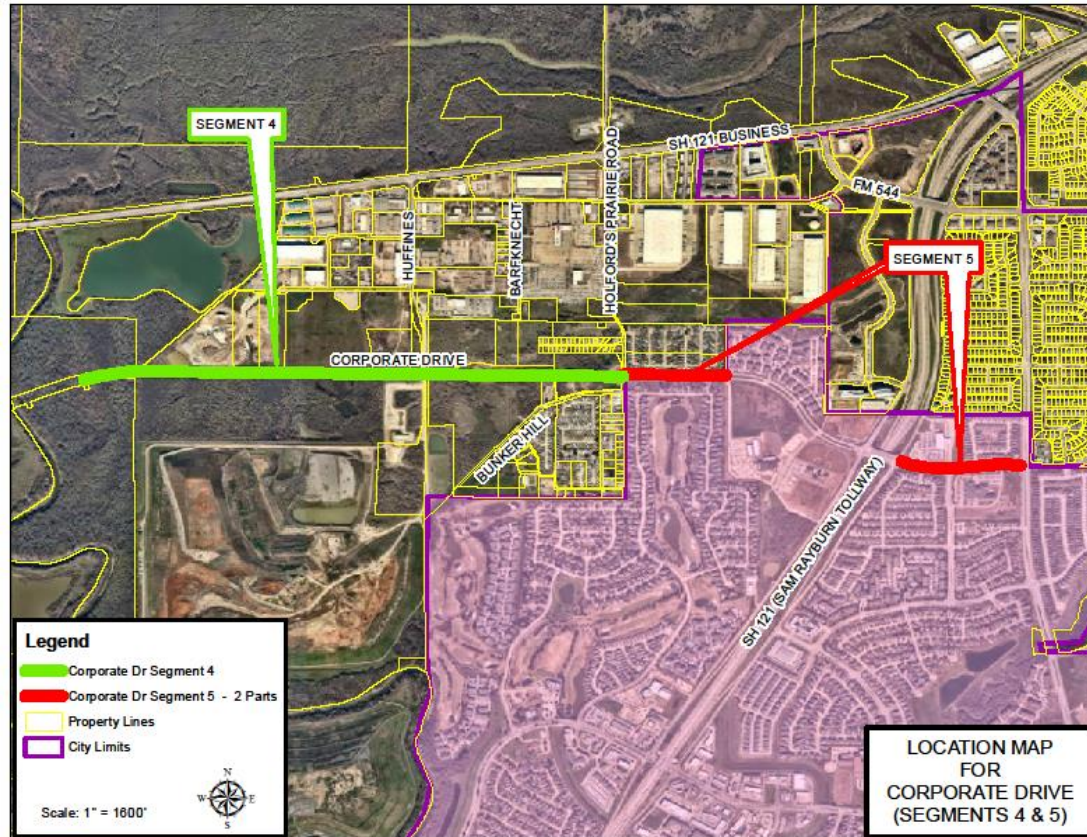 SEGMENT 4
SH 121 BUSINESS
FM 544
HUFFINES
BARFKNECHT
HOLFORD'S PRAIRIE ROAD
SEGMENT 5
CORPORATE DRIVE
BUNKER HILL
SH 121 (SAM RAYBURN TOLLWAY)
Legend
Corporate Dr Segment 4
Corporate Dr Segment 5 - 2 Parts
Property Lines
City Limits
N
W E
S
Scale: 1" = 1600'
LOCATION MAP
FOR
CORPORATE DRIVE
(SEGMENTS 4 & 5)